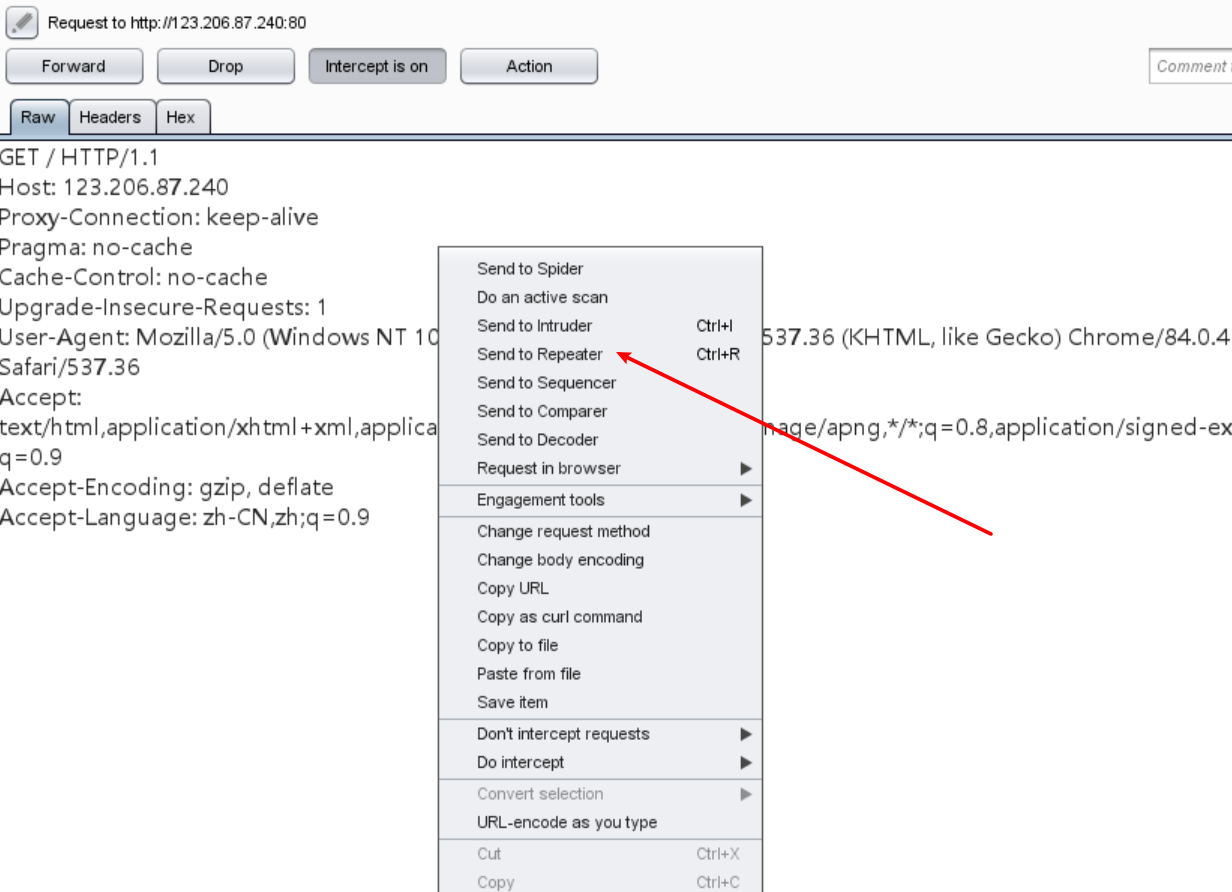 Request to http://123.206.87.240:80
Forward Drop Intercept is on Action Comment
Raw Headers Hex
GET / HTTP/1.1
Host: 123.206.87.240
Proxy-Connection: keep-alive
Pragma: no-cache
Cache-Control: no-cache
Upgrade-Insecure-Requests: 1
User-Agent: Mozilla/5.0 (Windows NT 10 537.36 (KHTML, like Gecko) Chrome/84.0.4
Safari/537.36
Accept:
text/html,application/xhtml+xml,applica nage/apng,*/*;q=0.8,application/signed-ex
q=0.9
Accept-Encoding: gzip, deflate
Accept-Language: zh-CN,zh;q=0.9
Send to Spider
Do an active scan
Send to Intruder Ctrl+I
Send to Repeater Ctrl+R
Send to Sequencer
Send to Comparer
Send to Decoder
Request in browser
Engagement tools
Change request method
Change body encoding
Copy URL
Copy as curl command
Copy to file
Paste from file
Save item
Don't intercept requests
Do intercept
Convert selection
URL-encode as you type
Cut Ctrl+X
Copy Ctrl+C